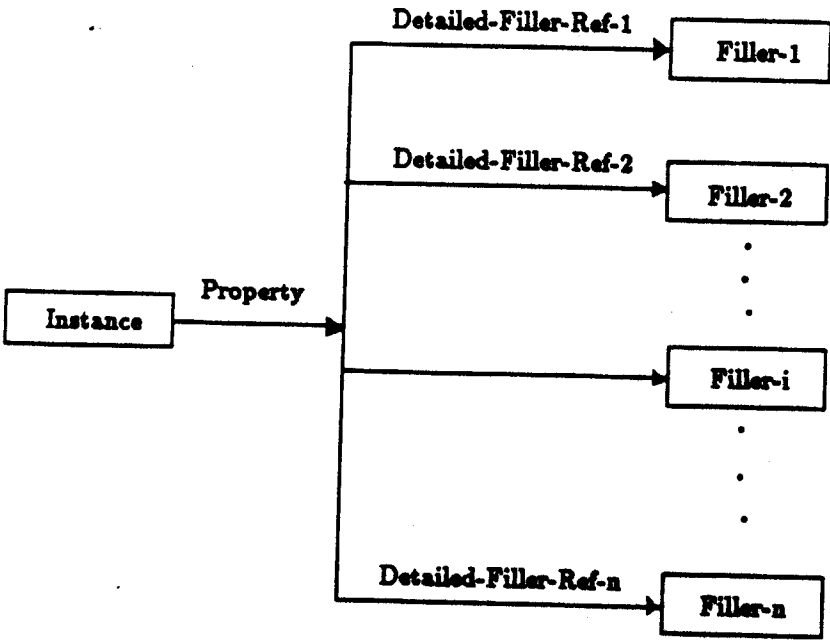 Detailed-Filler-Ref-1
Filler-1
Detailed-Filler-Ref-2
Filler-2
Property
Instance
Filler-i
Detailed-Filler-Ref-n
Filler-n